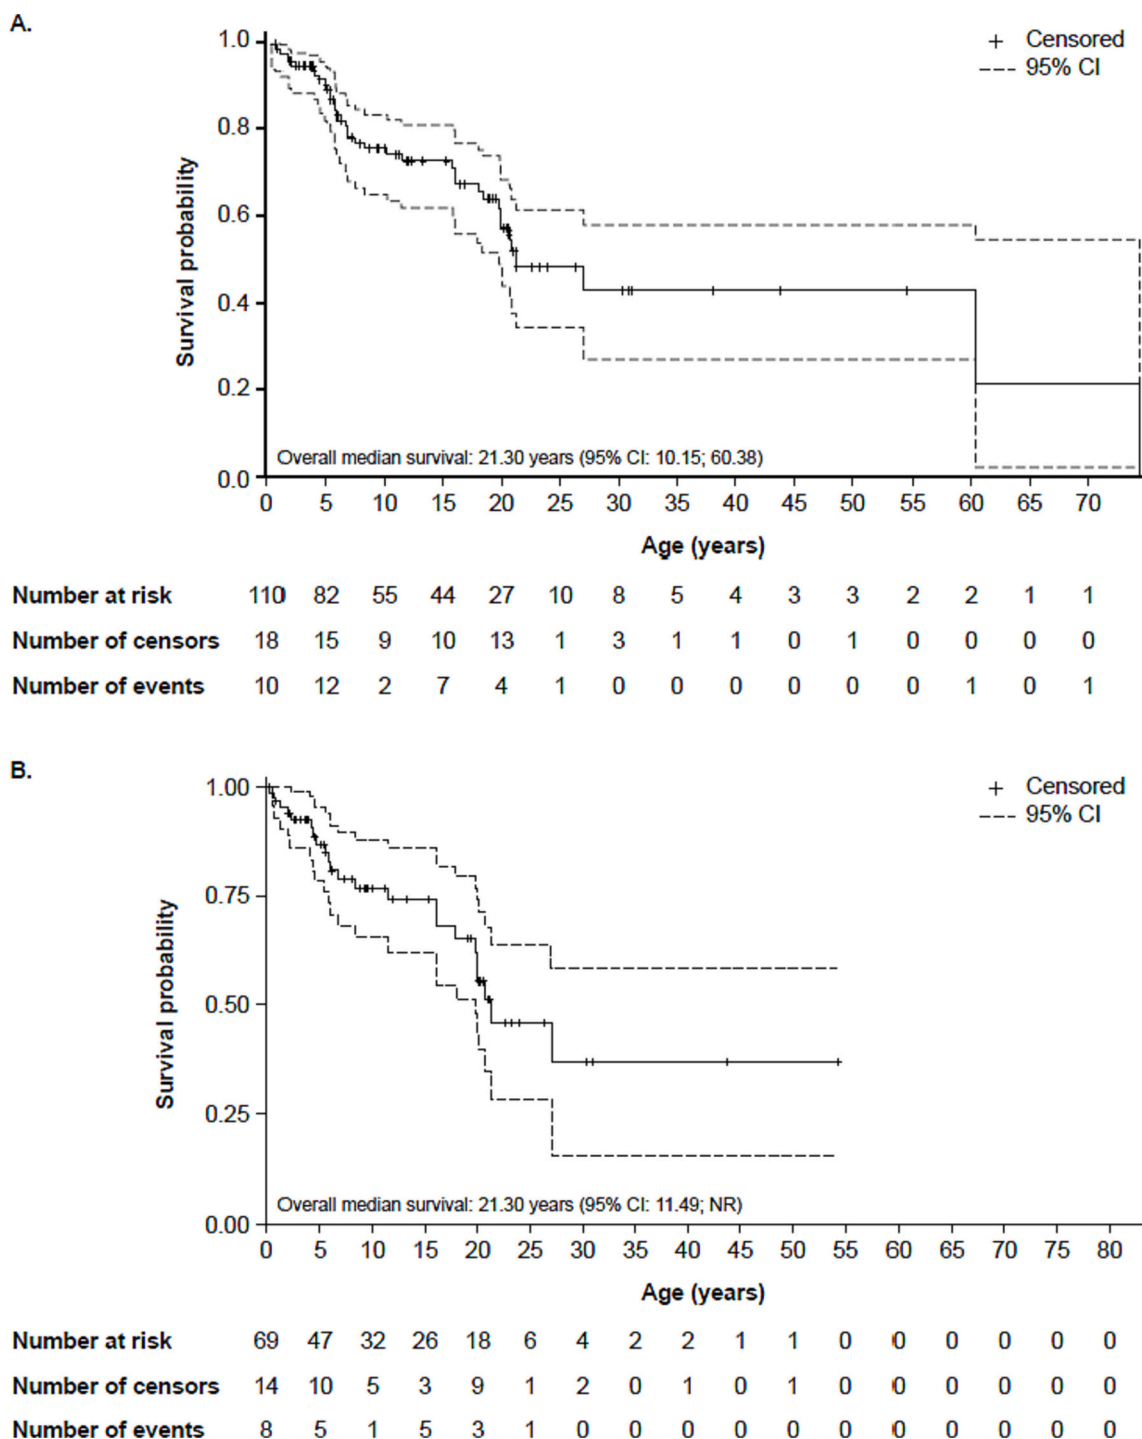 A.
Censored
95% CI
1.0
0.8
0.6
0.4
0.2
0.0
Survival probability
Overall median survival: 21.30 years (95% CI: 10.15; 60.38)
0 5 10 15 20 25 30 35 40 45 50 55 60 65 70
Age (years)
Number at risk 110 82 55 44 27 10 8 5 4 3 3 2 2 1 1
Number of censors 18 15 9 10 13 1 3 1 1 0 1 0 0 0 0
Number of events 10 12 2 7 4 1 0 0 0 0 0 0 1 0 1
B.
Censored
95% CI
1.00
0.75
0.50
0.25
0.00
Survival probability
Overall median survival: 21.30 years (95% CI: 11.49; NR)
0 5 10 15 20 25 30 35 40 45 50 55 60 65 70 75 80
Age (years)
Number at risk 69 47 32 26 18 6 4 2 2 1 1 0 0 0 0 0 0
Number of censors 14 10 5 3 9 1 2 0 1 0 1 0 0 0 0 0 0
Number of events 8 5 1 5 3 1 0 0 0 0 0 0 0 0 0 0 0